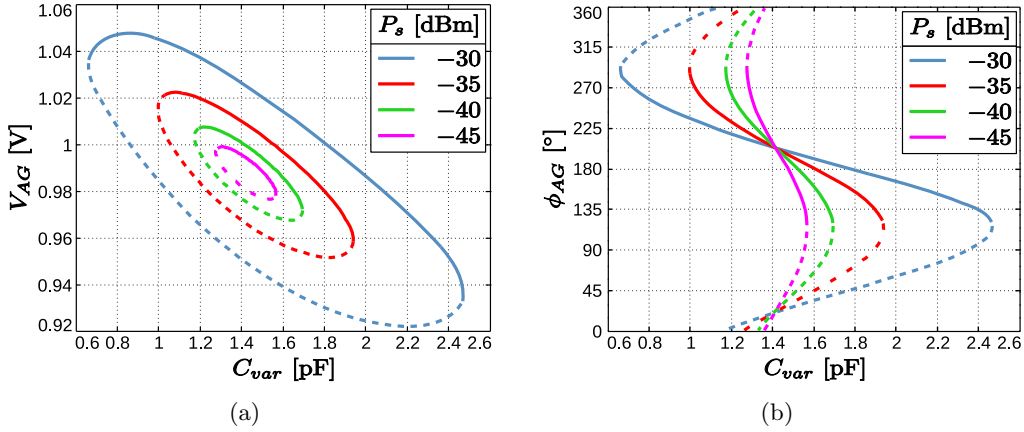 P_s [dBm]
−30
−35
−40
−45
1.04
1.02
1
0.98
0.96
0.94
0.92
V_AG [V]
0.6 0.8 1 1.2 1.4 1.6 1.8 2 2.2 2.4 2.6
C_var [pF]
(a)
P_s [dBm]
−30
−35
−40
−45
360
315
270
225
180
135
90
45
0
ϕ_AG [°]
0.6 0.8 1 1.2 1.4 1.6 1.8 2 2.2 2.4 2.6
C_var [pF]
(b)